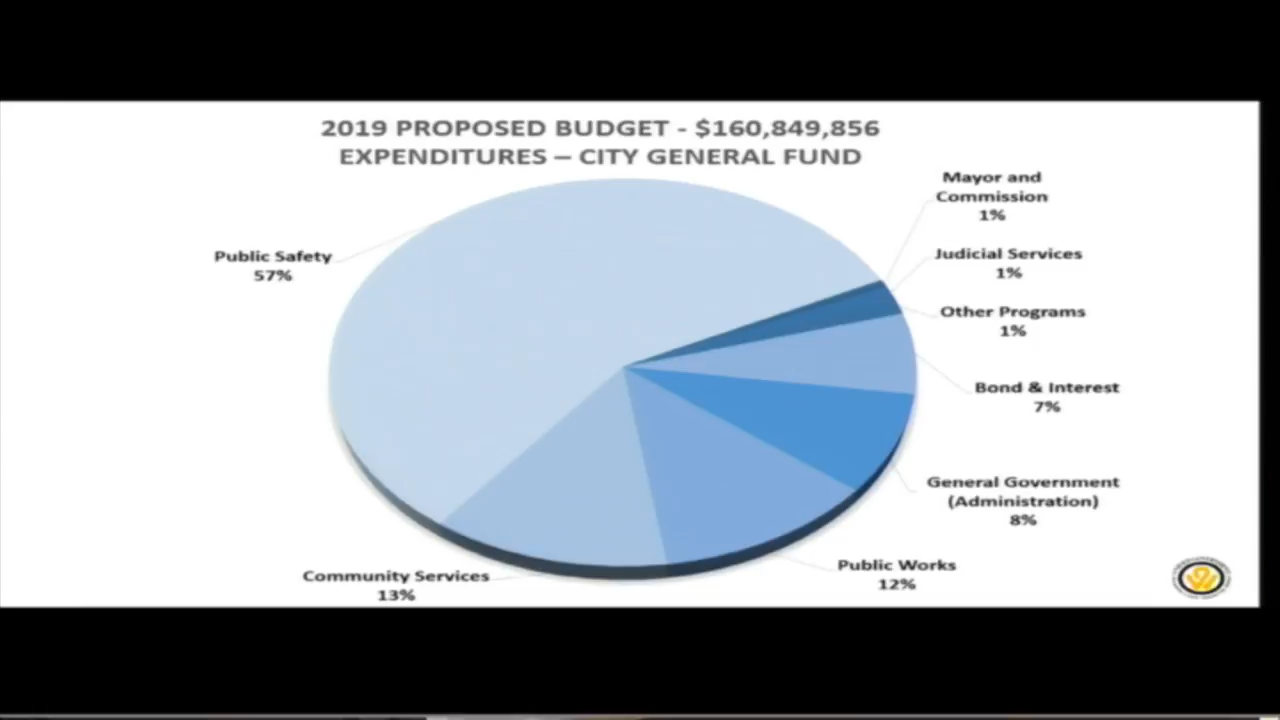 2019 PROPOSED BUDGET - $160,849,856
EXPENDITURES – CITY GENERAL FUND
Mayor and
Commission
1%
Judicial Services
1%
Other Programs
1%
Bond & Interest
7%
General Government
(Administration)
8%
Public Works
12%
Community Services
13%
Public Safety
57%